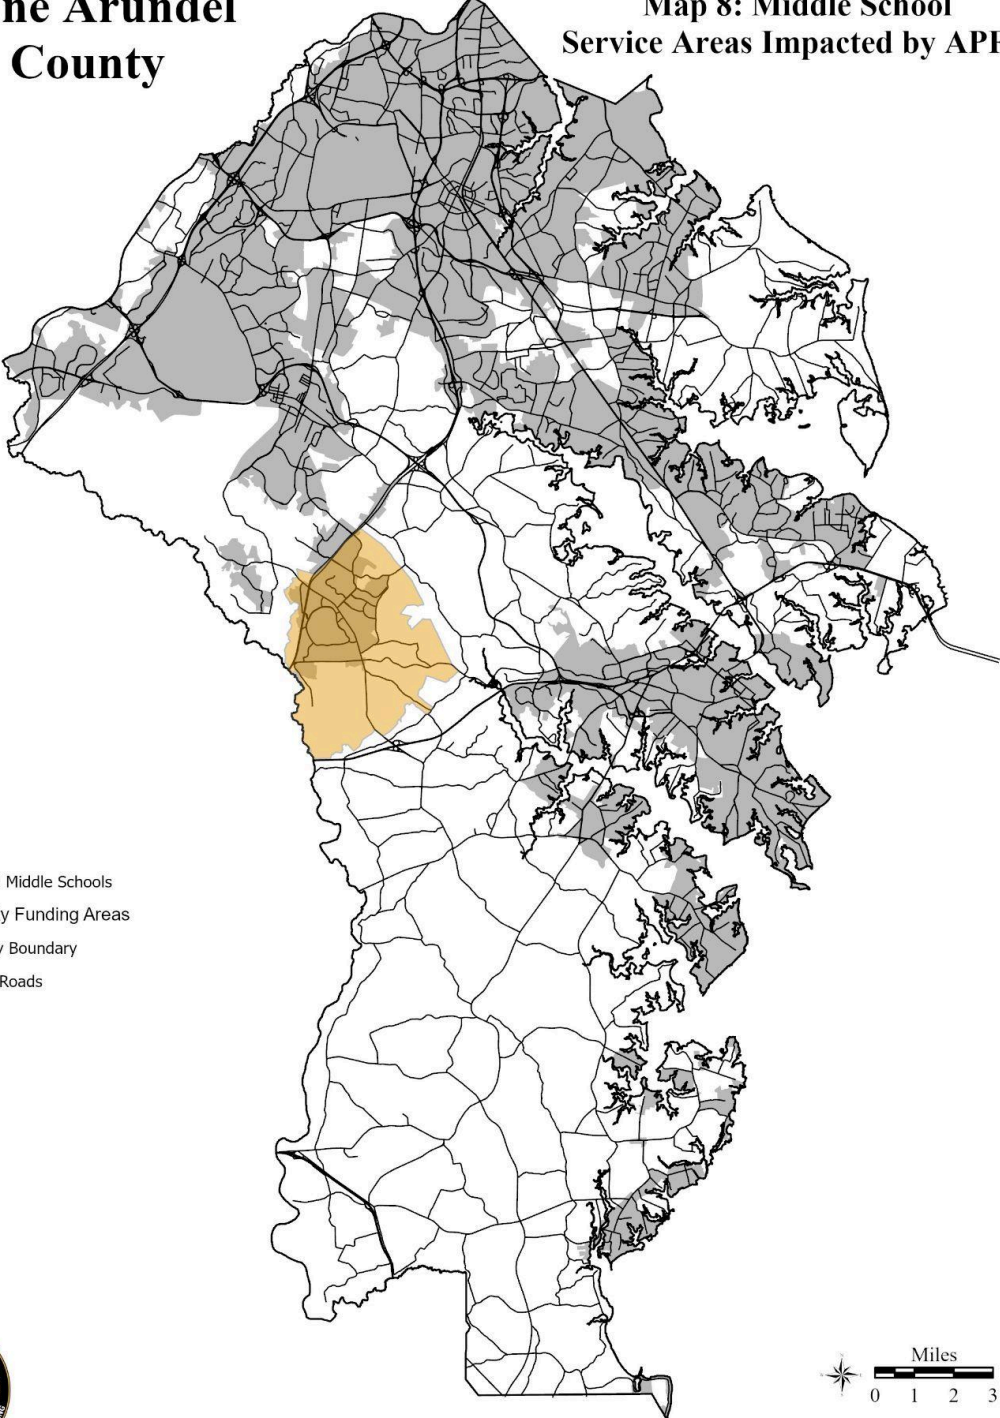 ne Arundel
County
Map 8: Middle School
Service Areas Impacted by APF
Middle Schools
y Funding Areas
y Boundary
Roads
Miles
0 1 2 3